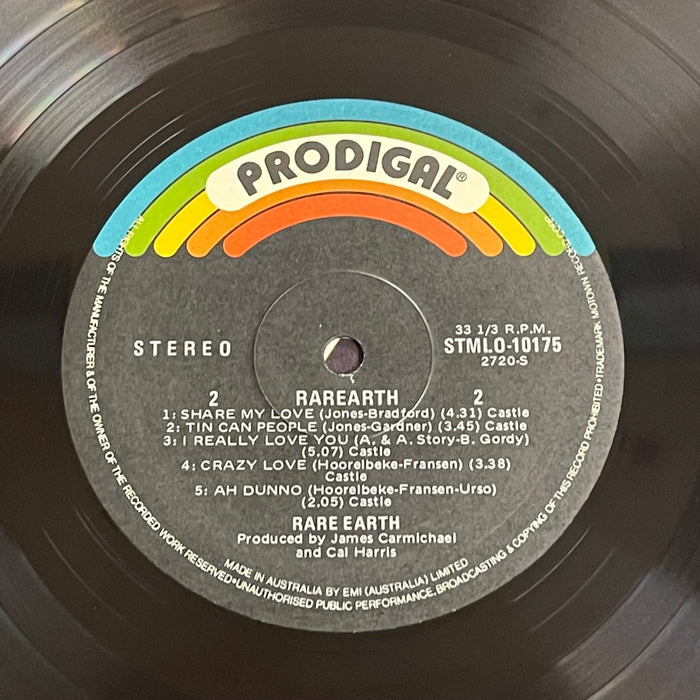 PRODIGAL®
STEREO
33 1/3 R.P.M.
STMLO-10175
2720-S
2 RAREARTH 2
1: SHARE MY LOVE (Jones-Bradford) (4.31) Castle
2: TIN CAN PEOPLE (Jones-Gardner) (3.45) Castle
3: I REALLY LOVE YOU (A. & A. Story-B. Gordy)
(5.07) Castle
4: CRAZY LOVE (Hoorelbeke-Fransen) (3.38)
Castle
5: AH DUNNO (Hoorelbeke-Fransen-Urso)
(2.05) Castle
RARE EARTH
Produced by James Carmichael
and Cal Harris
MADE IN AUSTRALIA BY EMI (AUSTRALIA) LIMITED
ALL RIGHTS OF THE MANUFACTURER & OF THE OWNER OF THE RECORDED WORK RESERVED•UNAUTHORISED PUBLIC PERFORMANCE, BROADCASTING & COPYING OF THIS RECORD PROHIBITED•TRADEMARK MOTOWN RECORD CORP.